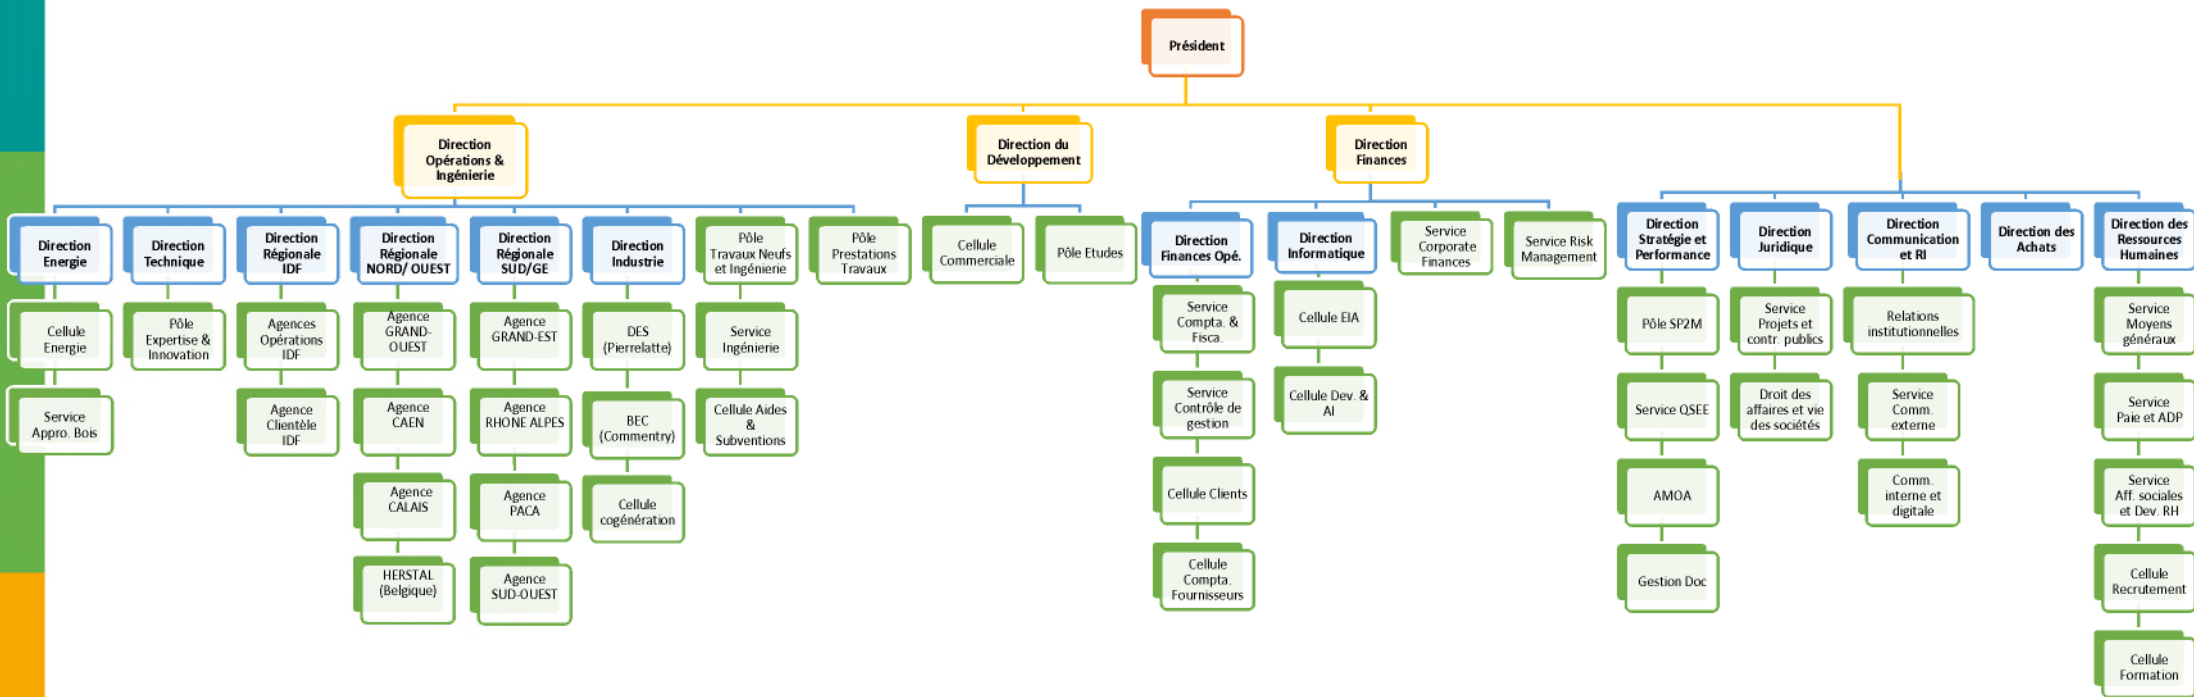 Président
Direction
Opérations &
Ingénierie
Direction du
Développement
Direction
Finances
Direction
Energie
Direction
Technique
Direction
Régionale
IDF
Direction
Régionale
NORD/ OUEST
Direction
Régionale
SUD/GE
Direction
Industrie
Pôle
Travaux Neufs
et Ingénierie
Pôle
Prestations
Travaux
Cellule
Commerciale
Pôle Etudes
Direction
Finances Opé.
Direction
Informatique
Service
Corporate
Finances
Service Risk
Management
Direction
Stratégie et
Performance
Direction
Juridique
Direction
Communication
et RI
Direction des
Achats
Direction des
Ressources
Humaines
Cellule
Energie
Service
Appro. Bois
Pôle
Expertise &
Innovation
Agences
Opérations
IDF
Agence
Clientèle
IDF
Agence
GRAND-
OUEST
Agence
CAEN
Agence
CALAIS
HERSTAL
(Belgique)
Agence
GRAND-EST
Agence
RHONE ALPES
Agence
PACA
Agence
SUD-OUEST
DES
(Pierrelatte)
BEC
(Commentry)
Cellule
cogénération
Service
Ingénierie
Cellule Aides
&
Subventions
Service
Compta. &
Fisca.
Service
Contrôle de
gestion
Cellule Clients
Cellule
Compta.
Fournisseurs
Cellule EIA
Cellule Dev. &
AI
Pôle SP2M
Service QSEE
AMOA
Gestion Doc
Service
Projets et
contr. publics
Droit des
affaires et vie
des sociétés
Relations
institutionnelles
Service
Comm.
externe
Comm.
interne et
digitale
Service
Moyens
généraux
Service
Paie et ADP
Service
Aff. sociales
et Dev. RH
Cellule
Recrutement
Cellule
Formation